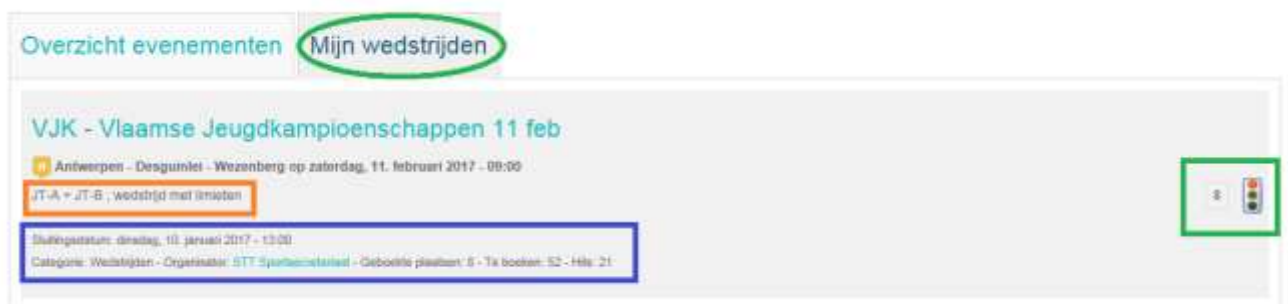 Overzicht evenementen Mijn wedstrijden
VJK - Vlaamse Jeugdkampioenschappen 11 feb
Antwerpen - Desguinlei - Wezenberg op zaterdag, 11. februari 2017 - 09:00
JT-A + JT-B ; wedstrijd met limieten
8
Sluitingsdatum: dinsdag, 10. januari 2017 - 13:00
Categorie: Wedstrijden - Organisator: STT Sportsecretariaat - Geboekte plaatsen: 8 - Te boeken: 52 - Hits: 21